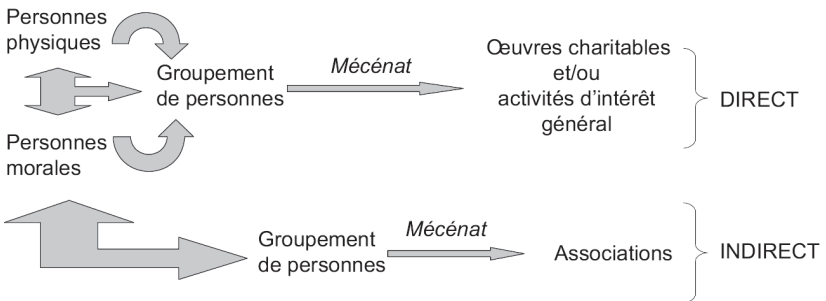 Personnes
physiques
Groupement
de personnes
Mécénat
Œuvres charitables
et/ou
activités d'intérêt
général
DIRECT
Personnes
morales
Groupement
de personnes
Mécénat
Associations
INDIRECT